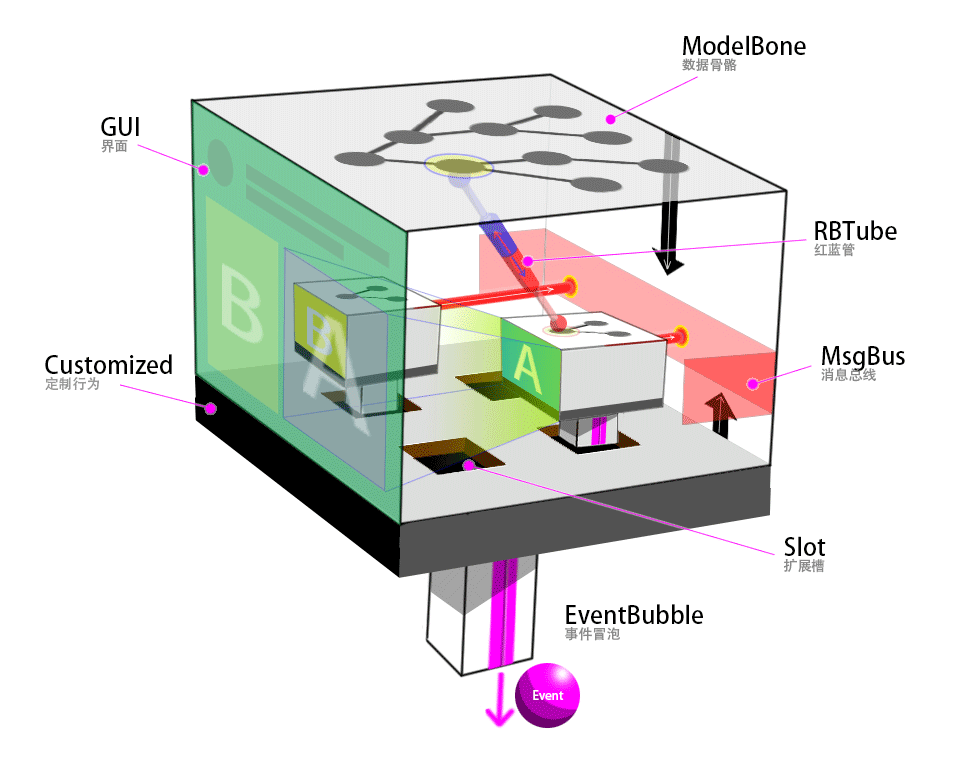 ModelBone
数据骨骼
GUI
界面
RBTube
红蓝管
MsgBus
消息总线
Customized
定制行为
B
B
A
A
Slot
扩展槽
EventBubble
事件冒泡
Event